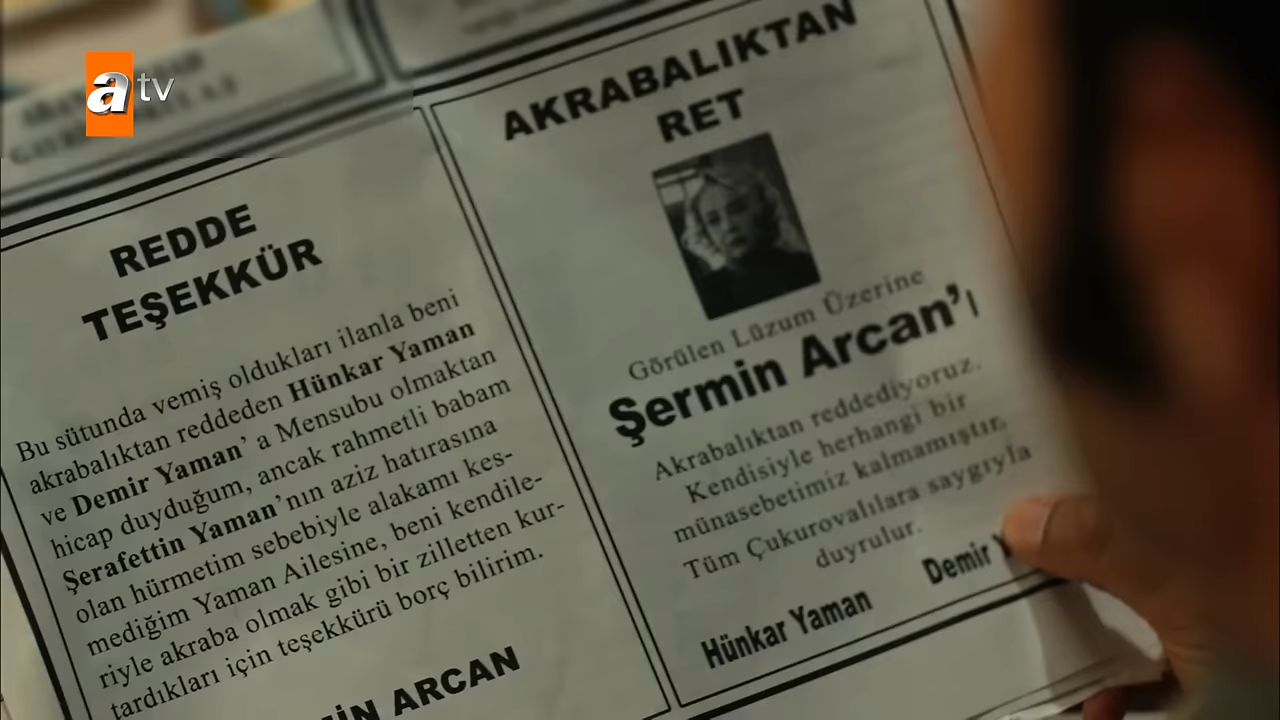 atv
REDDE
TEŞEKKÜR
Bu sütunda vemiş oldukları ilanla beni
akrabalıktan reddeden Hünkar Yaman
ve Demir Yaman' a Mensubu olmaktan
hicap duyduğum, ancak rahmetli babam
Şerafettin Yaman'nın aziz hatırasına
olan hürmetim sebebiyle alakamı kes-
mediğim Yaman Ailesine, beni kendile-
riyle akraba olmak gibi bir zilletten kur-
tardıkları için teşekkürü borç bilirim.
ARCAN
AKRABALIKTAN
RET
Görülen Lüzum Üzerine
Şermin Arcan'ı
Akrabalıktan reddediyoruz.
Kendisiyle herhangi bir
münasebetimiz kalmamıştır.
Tüm Çukurovalılara saygıyla
duyrulur.
Hünkar Yaman
Demir